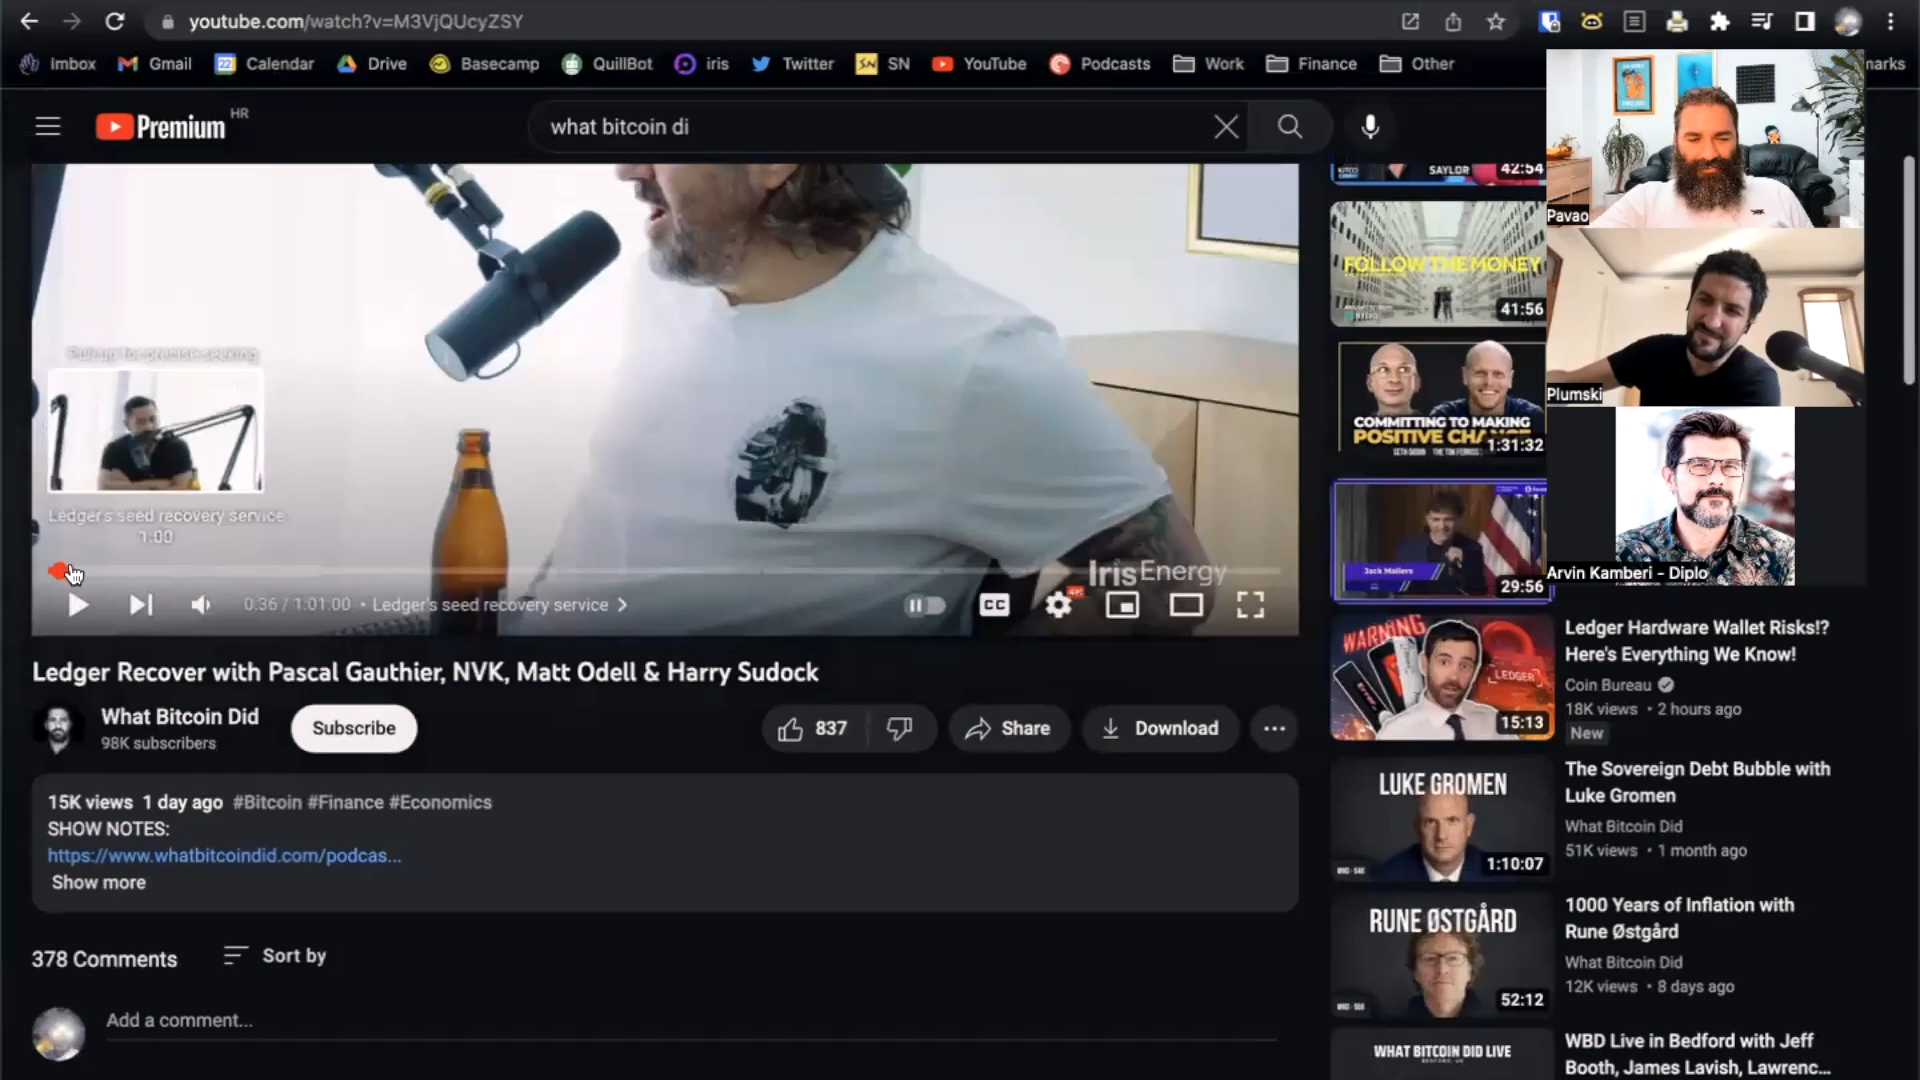 youtube.com/watch?v=M3VjQUcyZSY
Imbox
Gmail
Calendar
Drive
Basecamp
QuillBot
iris
Twitter
SN
YouTube
Podcasts
Work
Finance
Other
marks
Premium HR
what bitcoin di
Pull up for precise seeking
Ledger's seed recovery service
1:00
IrisEnergy
0:36 / 1:01:00 • Ledger's seed recovery service
CC
4K
Ledger Recover with Pascal Gauthier, NVK, Matt Odell & Harry Sudock
What Bitcoin Did
98K subscribers
Subscribe
837
Share
Download
15K views 1 day ago #Bitcoin #Finance #Economics
SHOW NOTES:
https://www.whatbitcoindid.com/podcas...
Show more
378 Comments
Sort by
Add a comment...
SAYLOR
42:54
FOLLOW THE MONEY
41:56
COMMITTING TO MAKING
POSITIVE CHA
1:31:32
Jack Mallers
29:56
Pavao
Plumski
Arvin Kamberi - Diplo
WARNING
LEDGER
15:13
Ledger Hardware Wallet Risks!?
Here's Everything We Know!
Coin Bureau
18K views • 2 hours ago
New
LUKE GROMEN
1:10:07
The Sovereign Debt Bubble with
Luke Gromen
What Bitcoin Did
51K views • 1 month ago
RUNE ØSTGÅRD
52:12
1000 Years of Inflation with
Rune Østgård
What Bitcoin Did
12K views • 8 days ago
WHAT BITCOIN DID LIVE
WBD Live in Bedford with Jeff
Booth, James Lavish, Lawrenc...